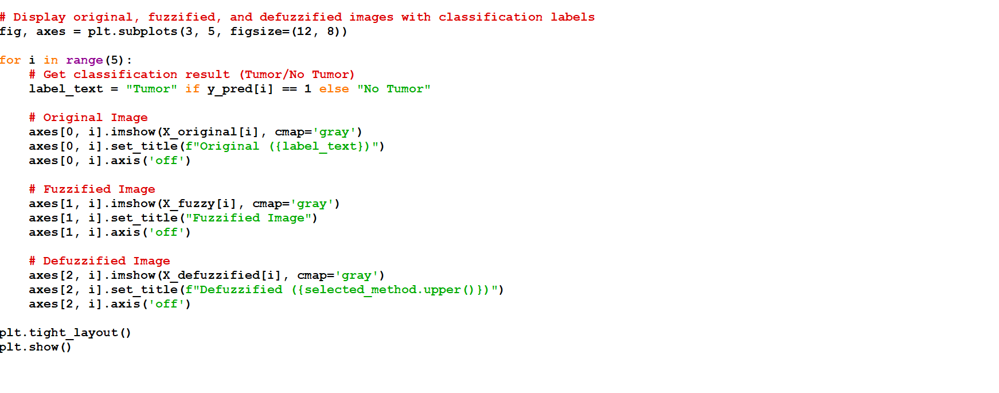 # Display original, fuzzified, and defuzzified images with classification labels
fig, axes = plt.subplots(3, 5, figsize=(12, 8))

for i in range(5):
    # Get classification result (Tumor/No Tumor)
    label_text = "Tumor" if y_pred[i] == 1 else "No Tumor"

    # Original Image
    axes[0, i].imshow(X_original[i], cmap='gray')
    axes[0, i].set_title(f"Original ({label_text})")
    axes[0, i].axis('off')

    # Fuzzified Image
    axes[1, i].imshow(X_fuzzy[i], cmap='gray')
    axes[1, i].set_title("Fuzzified Image")
    axes[1, i].axis('off')

    # Defuzzified Image
    axes[2, i].imshow(X_defuzzified[i], cmap='gray')
    axes[2, i].set_title(f"Defuzzified ({selected_method.upper()})")
    axes[2, i].axis('off')

plt.tight_layout()
plt.show()